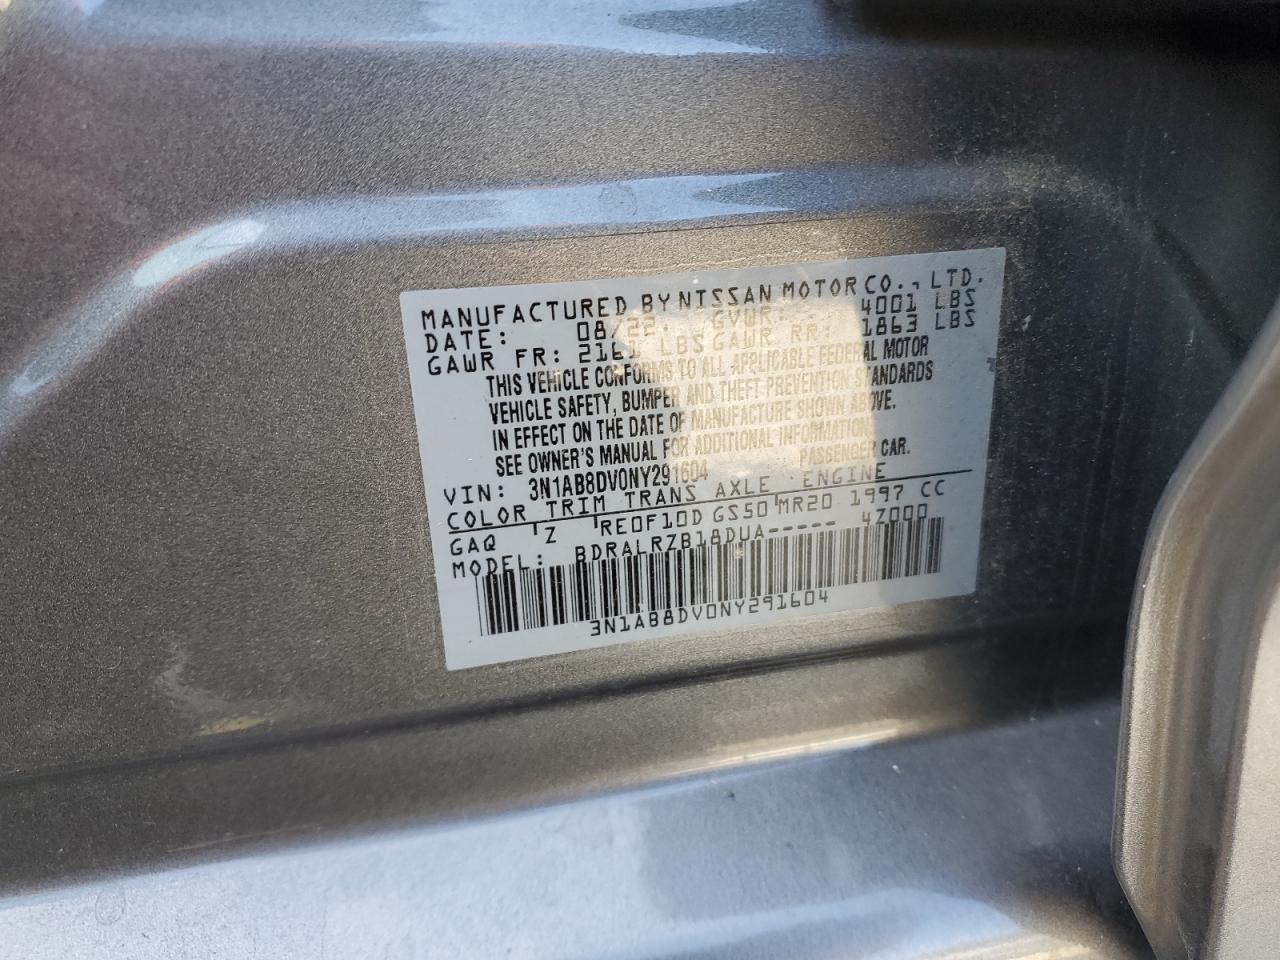 MANUFACTURED BY NISSAN MOTOR CO., LTD.
DATE: 08/22 GVWR: 4001 LBS
GAWR FR: 2161 LBS GAWR RR: 1863 LBS
THIS VEHICLE CONFORMS TO ALL APPLICABLE FEDERAL MOTOR
VEHICLE SAFETY, BUMPER AND THEFT PREVENTION STANDARDS
IN EFFECT ON THE DATE OF MANUFACTURE SHOWN ABOVE.
SEE OWNER'S MANUAL FOR ADDITIONAL INFORMATION
VIN: 3N1AB8DV0NY291604 PASSENGER CAR.
COLOR TRIM TRANS AXLE ENGINE
GAQ Z RE0F10D GS50 MR20 1997 CC
MODEL: BDRALRZB18DUA----- 4Z000
3N1AB8DV0NY291604